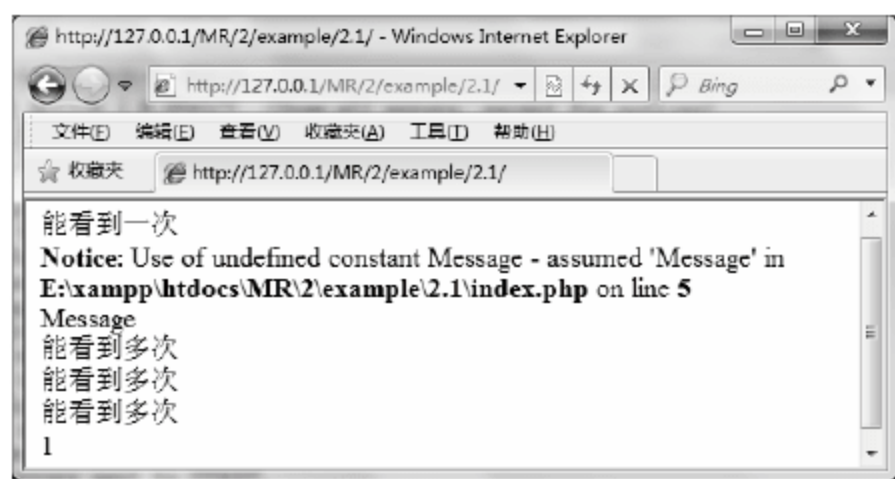 http://127.0.0.1/MR/2/example/2.1/ - Windows Internet Explorer
http://127.0.0.1/MR/2/example/2.1/
Bing
文件(F) 编辑(E) 查看(V) 收藏夹(A) 工具(T) 帮助(H)
收藏夹 http://127.0.0.1/MR/2/example/2.1/
能看到一次
Notice: Use of undefined constant Message - assumed 'Message' in
E:\xampp\htdocs\MR\2\example\2.1\index.php on line 5
Message
能看到多次
能看到多次
能看到多次
1